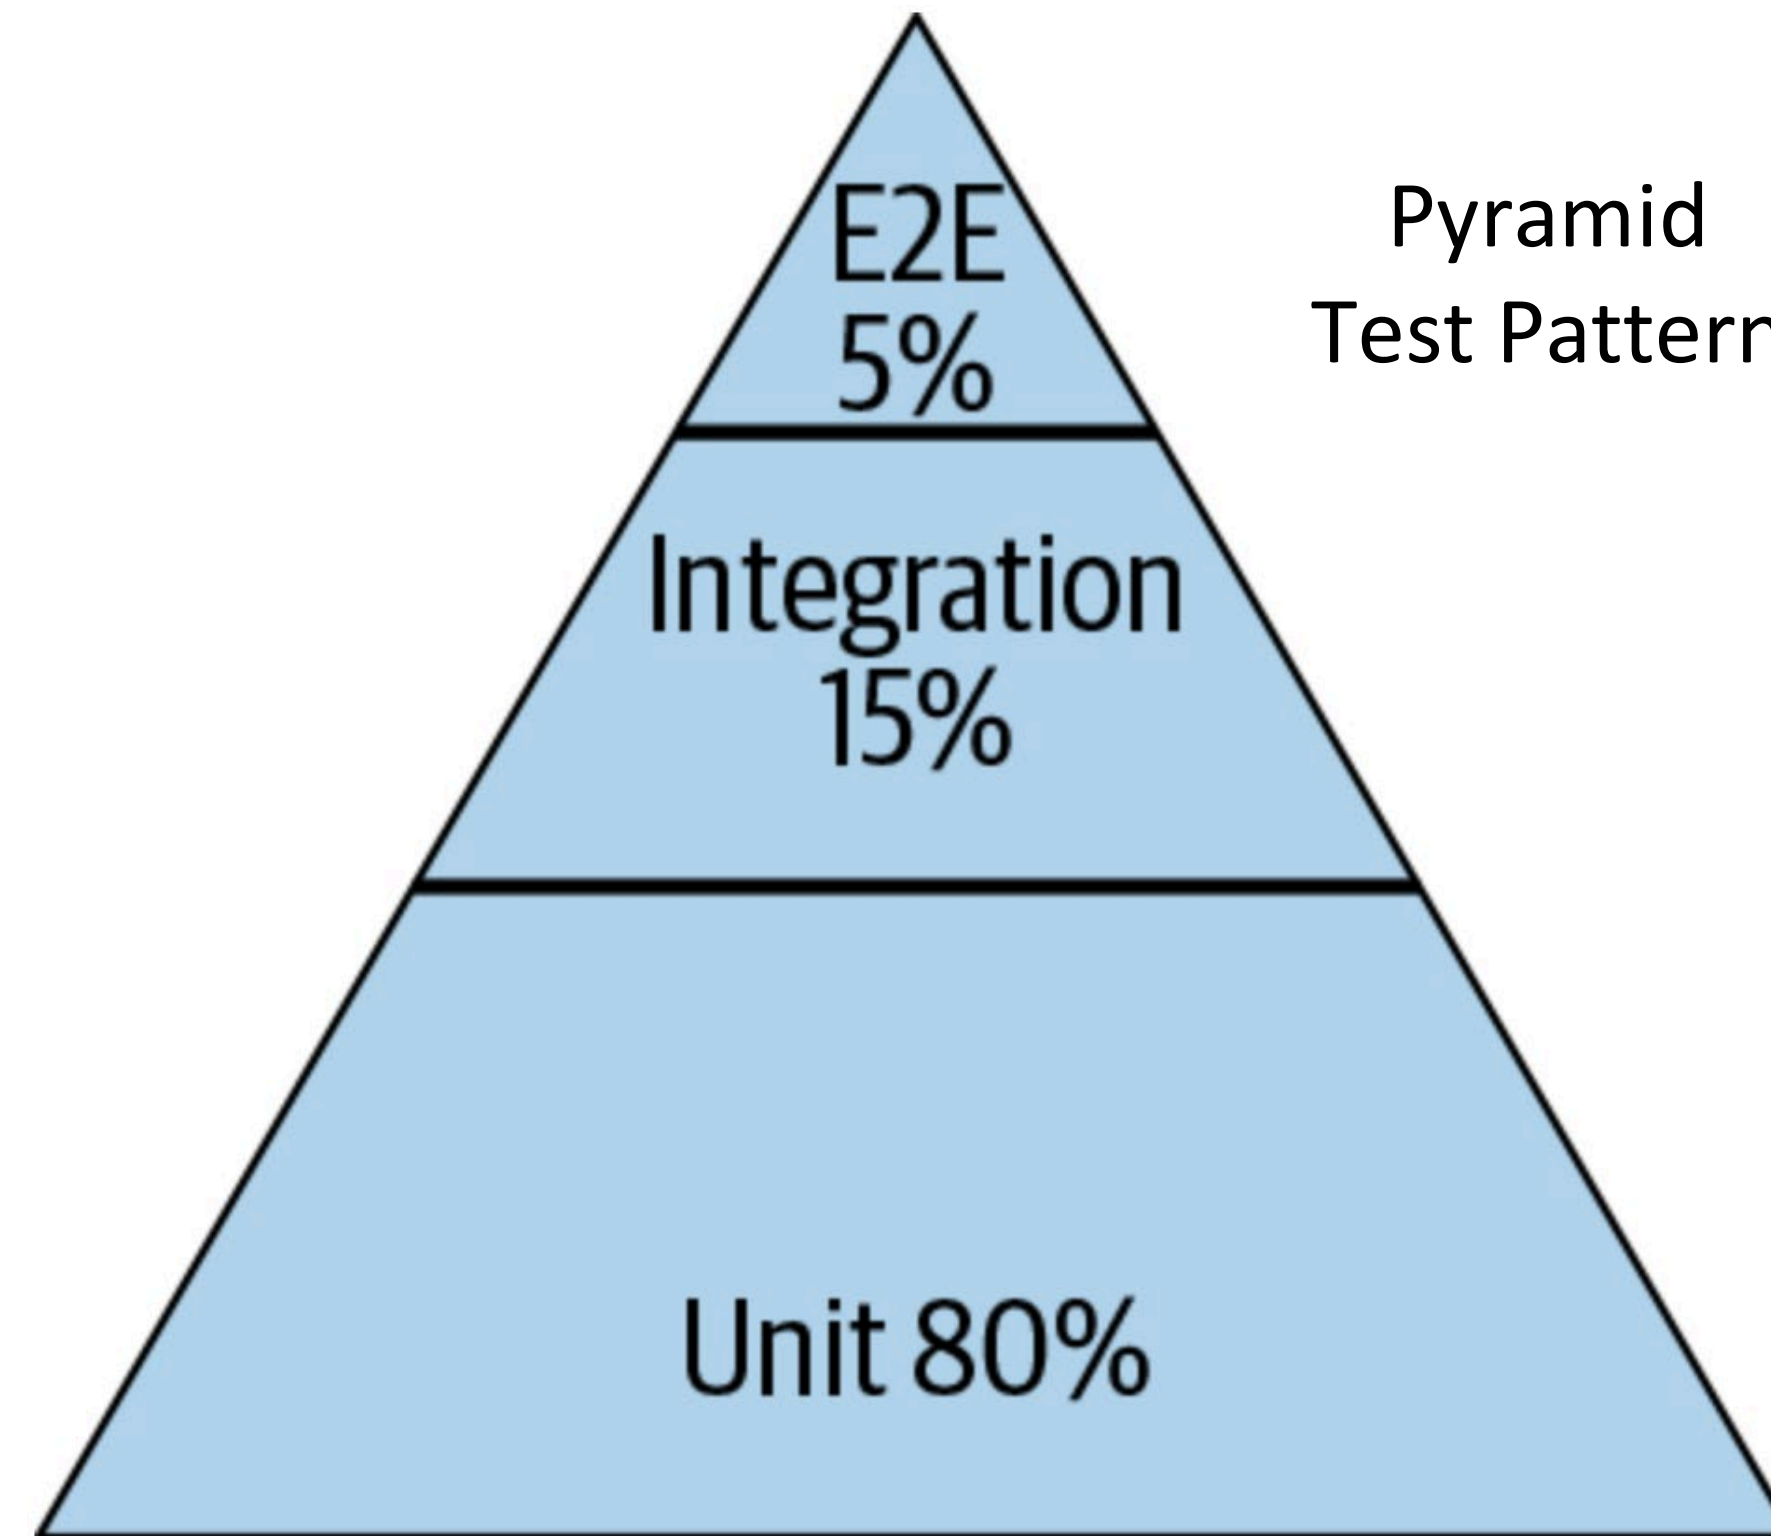 E2E
5%
Pyramid
Test Pattern
Integration
15%
Unit 80%